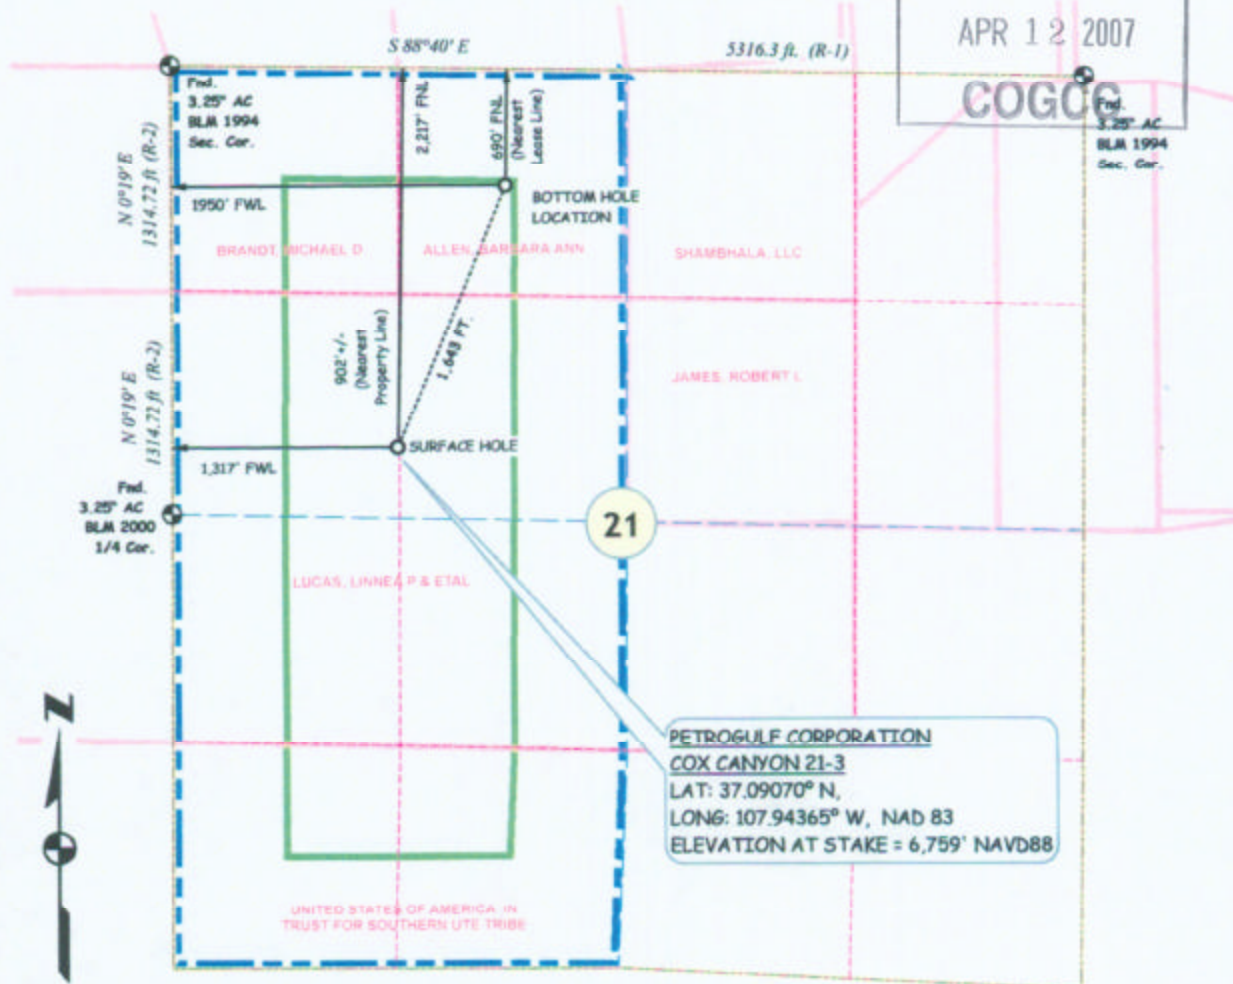 S 88°40' E
5316.3 ft. (R-1)
APR 12 2007
COGCC
Fnd.
3.25" AC
BLM 1994
Sec. Cor.
Fnd.
3.25" AC
BLM 1994
Sec. Cor.
N 0°19' E
1314.72 ft (R-2)
2,217' FNL
690' FNL
(Nearest
Lease Line)
1950' FWL
BOTTOM HOLE
LOCATION
BRANDT, MICHAEL D
ALLEN, BARBARA ANN
SHAMBHALA, LLC
N 0°19' E
1314.72 ft (R-2)
902'+/-
(Nearest
Property Line)
1,643 FT.
JAMES, ROBERT L
SURFACE HOLE
1,317' FWL
Fnd.
3.25" AC
BLM 2000
1/4 Cor.
21
LUCAS, LINNEA P & ETAL
N
PETROGULF CORPORATION
COX CANYON 21-3
LAT: 37.09070° N,
LONG: 107.94365° W, NAD 83
ELEVATION AT STAKE = 6,759' NAVD88
UNITED STATES OF AMERICA IN
TRUST FOR SOUTHERN UTE TRIBE